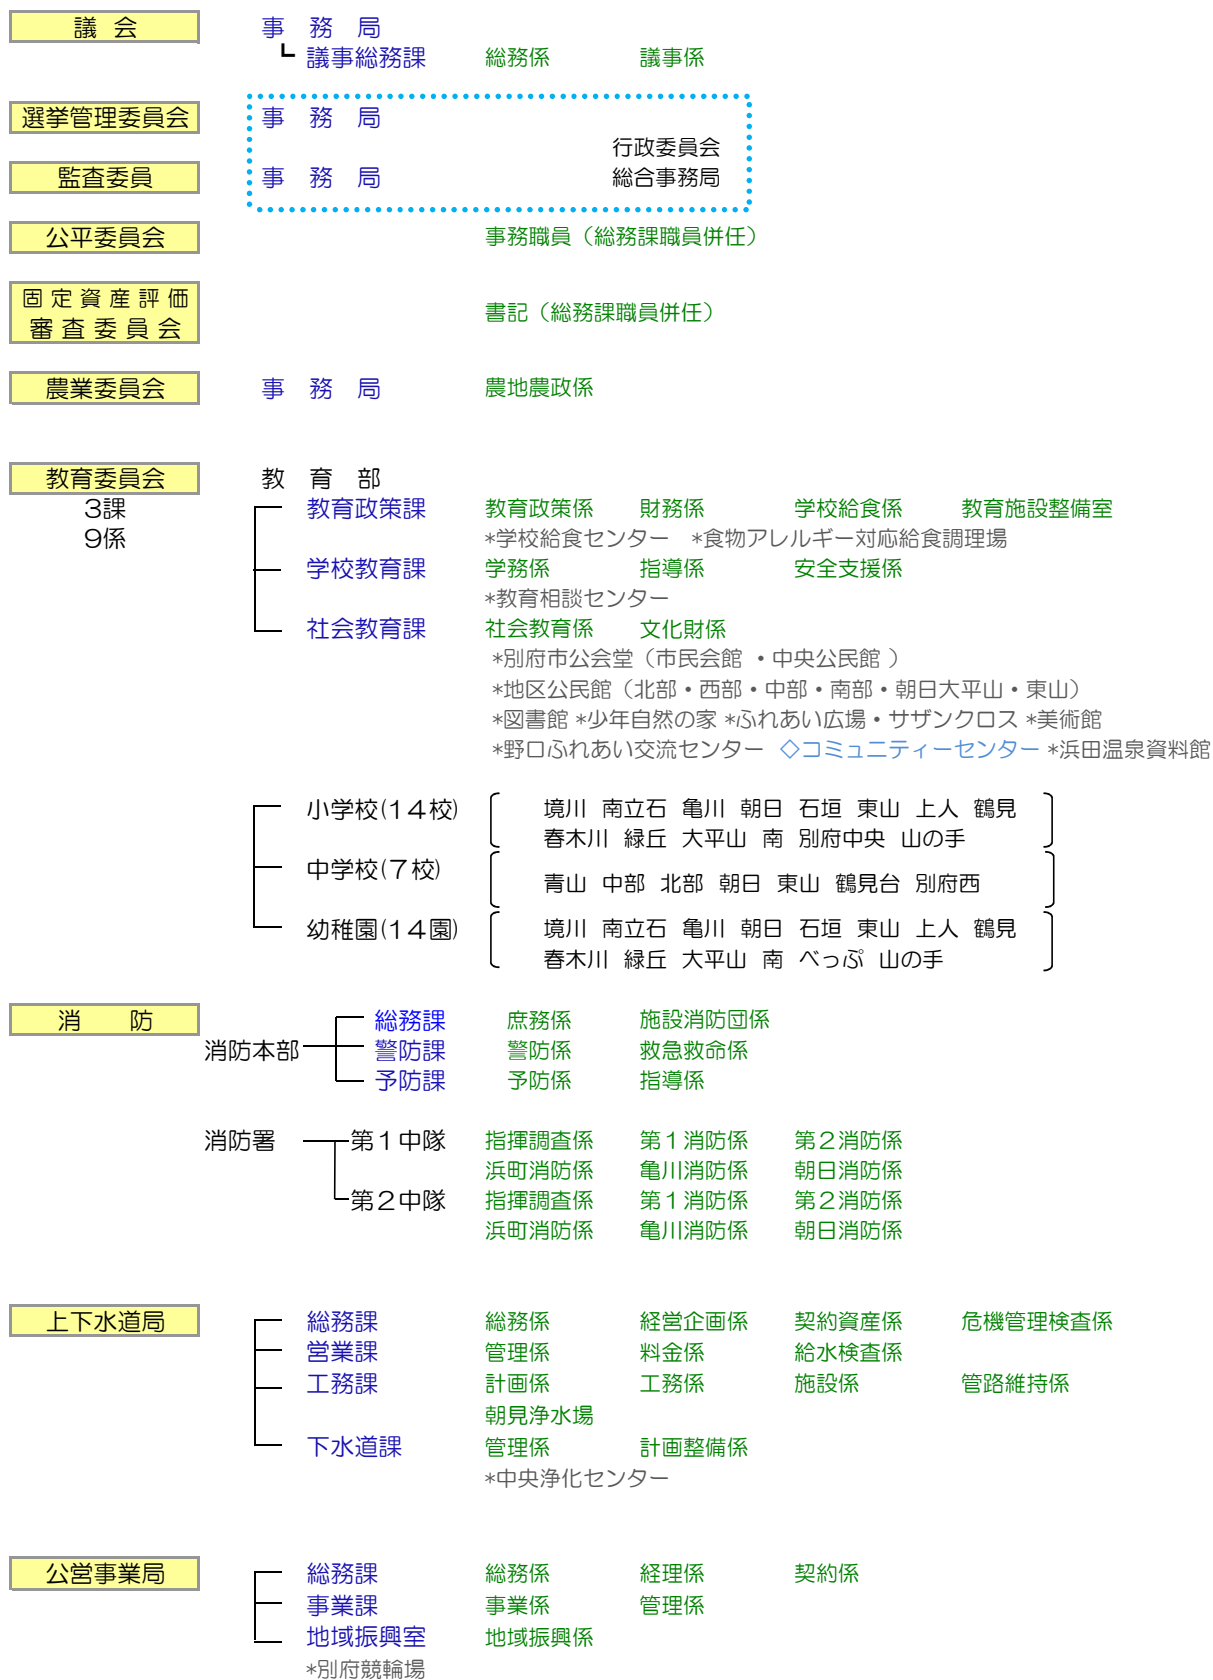 議 会　事 務 局
議事総務課　総務係　議事係
選挙管理委員会　事 務 局
行政委員会
監査委員　事 務 局　総合事務局
公平委員会　事務職員（総務課職員併任）
固定資産評価
審査委員会　書記（総務課職員併任）
農業委員会　事 務 局　農地農政係
教育委員会　教 育 部
3課　教育政策課　教育政策係　財務係　学校給食係　教育施設整備室
9係　*学校給食センター　*食物アレルギー対応給食調理場
学校教育課　学務係　指導係　安全支援係
*教育相談センター
社会教育課　社会教育係　文化財係
*別府市公会堂（市民会館 ・中央公民館 ）
*地区公民館（北部・西部・中部・南部・朝日大平山・東山）
*図書館 *少年自然の家 *ふれあい広場・サザンクロス *美術館
*野口ふれあい交流センター　◇コミュニティーセンター *浜田温泉資料館
小学校(14校)　境川 南立石 亀川 朝日 石垣 東山 上人 鶴見
春木川 緑丘 大平山 南 別府中央 山の手
中学校(7校)　青山 中部 北部 朝日 東山 鶴見台 別府西
幼稚園(14園)　境川 南立石 亀川 朝日 石垣 東山 上人 鶴見
春木川 緑丘 大平山 南 べっぷ 山の手
消 防　総務課　庶務係　施設消防団係
消防本部　警防課　警防係　救急救命係
予防課　予防係　指導係
消防署　第１中隊　指揮調査係　第１消防係　第２消防係
浜町消防係　亀川消防係　朝日消防係
第２中隊　指揮調査係　第１消防係　第２消防係
浜町消防係　亀川消防係　朝日消防係
上下水道局　総務課　総務係　経営企画係　契約資産係　危機管理検査係
営業課　管理係　料金係　給水検査係
工務課　計画係　工務係　施設係　管路維持係
朝見浄水場
下水道課　管理係　計画整備係
*中央浄化センター
公営事業局　総務課　総務係　経理係　契約係
事業課　事業係　管理係
地域振興室　地域振興係
*別府競輪場